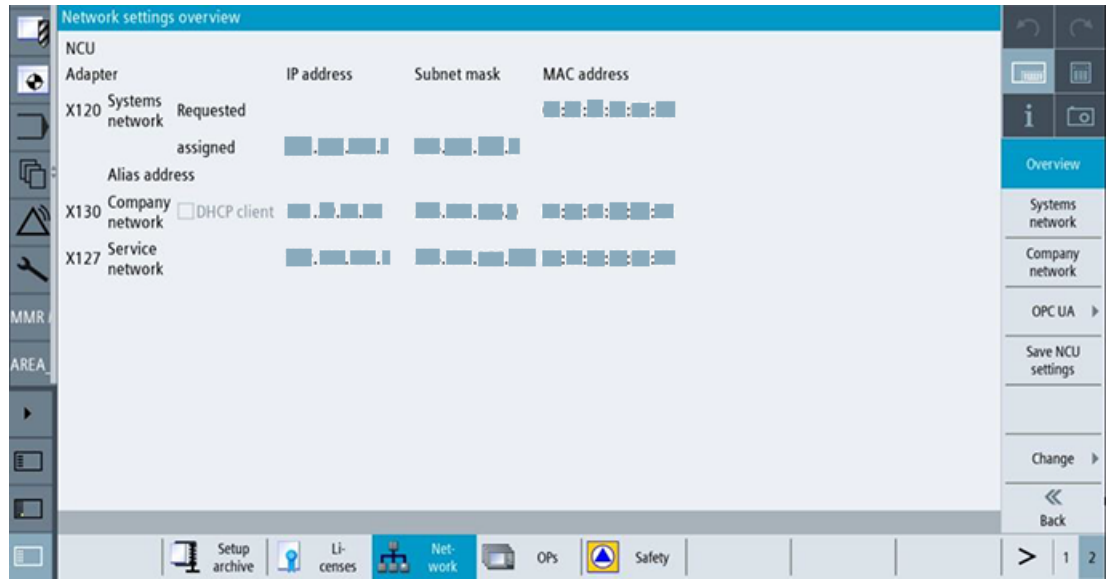 Network settings overview
NCU
Adapter IP address Subnet mask MAC address
X120 Systems network Requested
assigned
Alias address
X130 Company network DHCP client
X127 Service network
MMR
AREA_
i
Overview
Systems
network
Company
network
OPC UA
Save NCU
settings
Change
Back
Setup
archive
Li-
censes
Net-
work
OPs
Safety
> 1 2